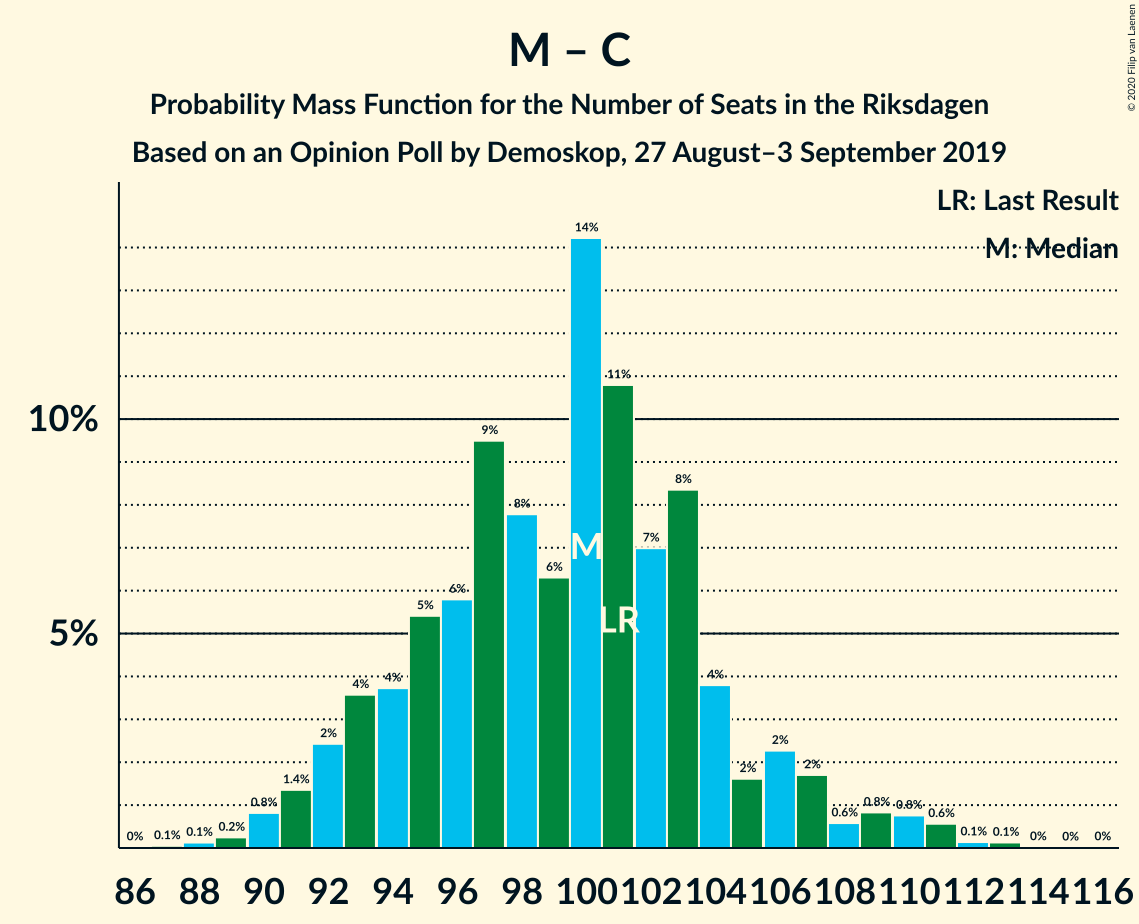 M – C
Probability Mass Function for the Number of Seats in the Riksdagen
Based on an Opinion Poll by Demoskop, 27 August–3 September 2019
© 2020 Filip van Laenen
LR: Last Result
M: Median
10%
5%
0% 0.1% 0.1% 0.2% 0.8% 1.4% 2% 4% 4% 5% 6% 9% 8% 6% 14% 11% 7% 8% 4% 2% 2% 2% 0.6% 0.8% 0.8% 0.6% 0.1% 0.1% 0% 0% 0%
M
LR
86 88 90 92 94 96 98 100 102 104 106 108 110 112 114 116